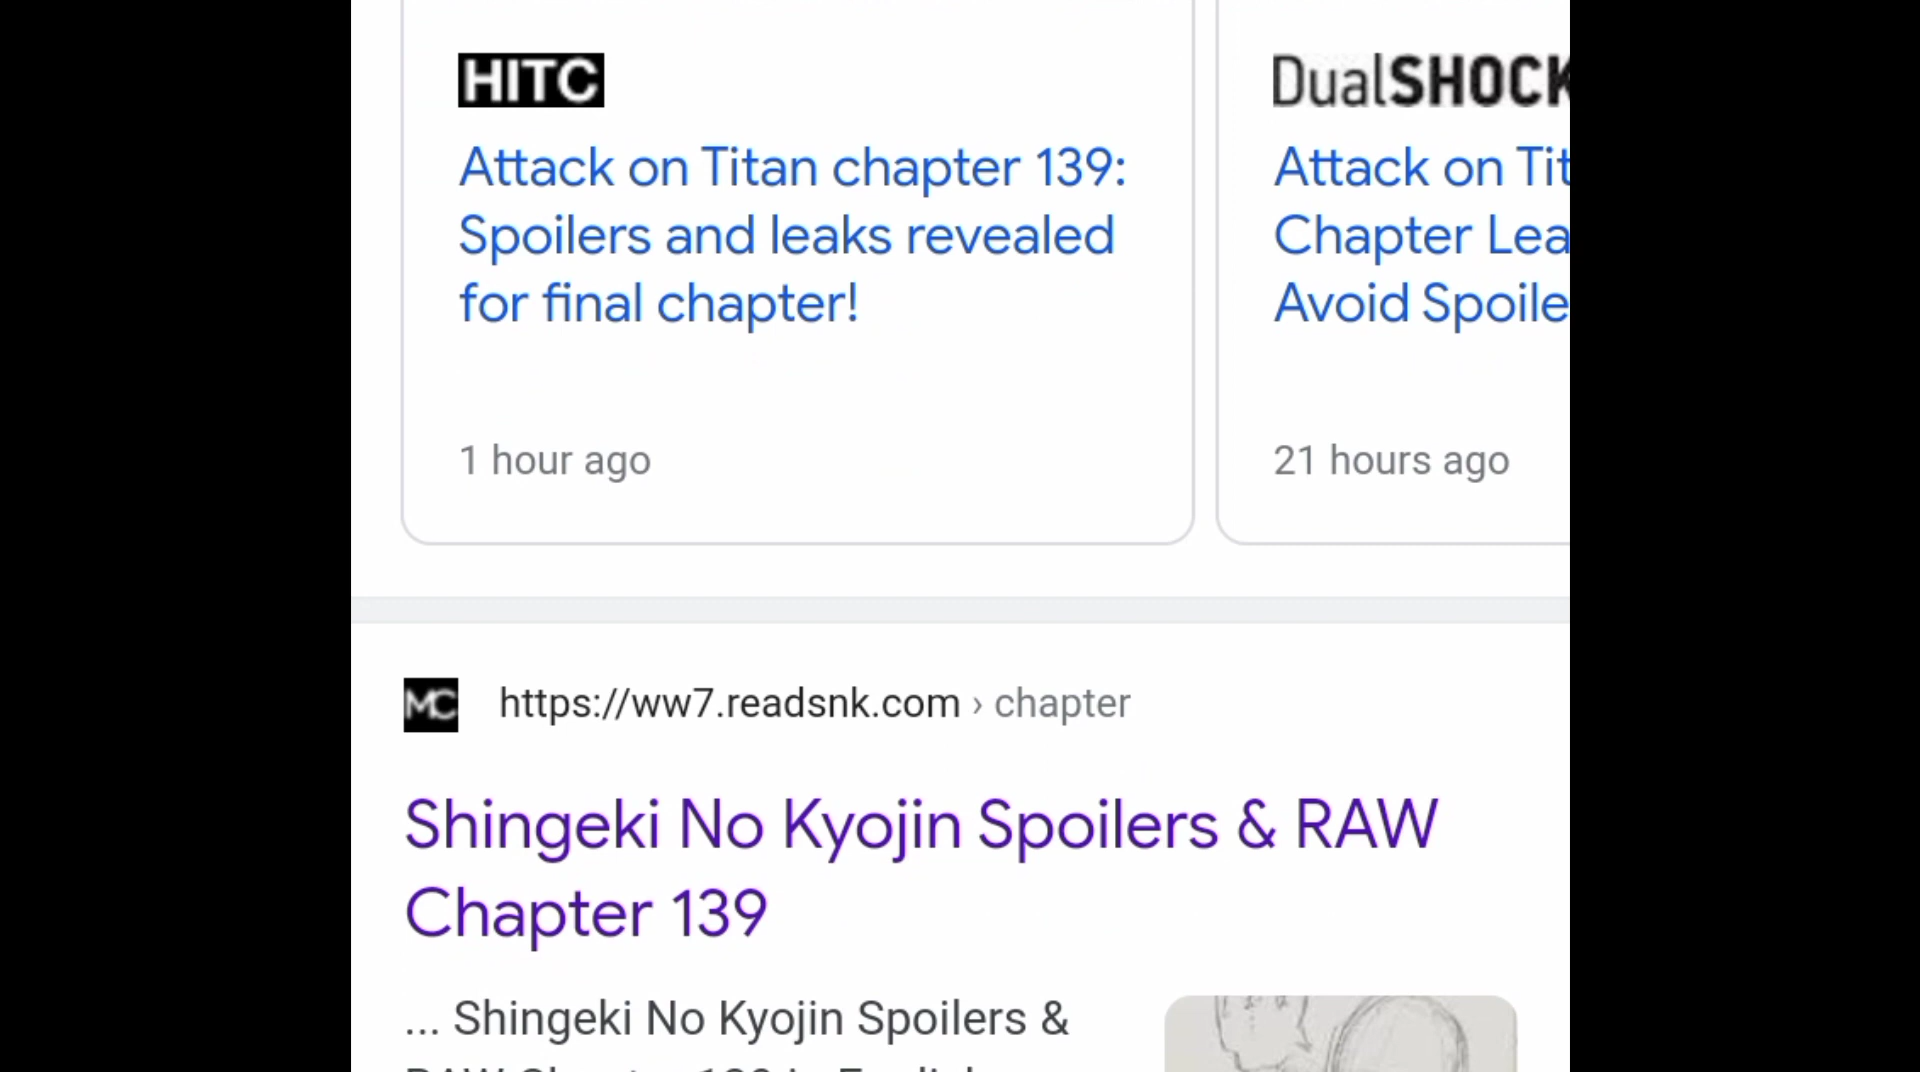 HITC
Attack on Titan chapter 139:
Spoilers and leaks revealed
for final chapter!
1 hour ago
DualSHOCK
Attack on Tit
Chapter Lea
Avoid Spoile
21 hours ago
MC
https://ww7.readsnk.com › chapter
Shingeki No Kyojin Spoilers & RAW
Chapter 139
... Shingeki No Kyojin Spoilers &